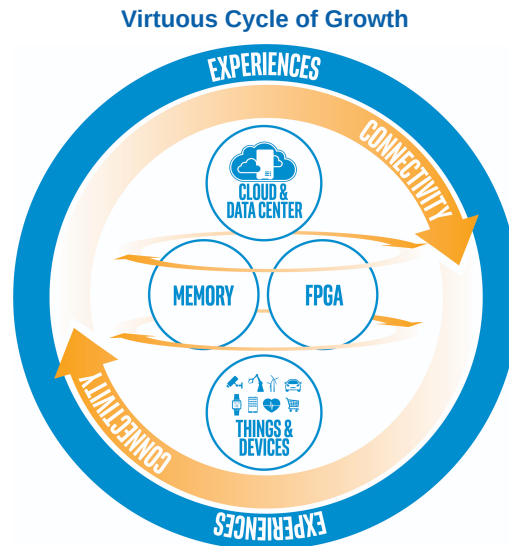 Virtuous Cycle of Growth
EXPERIENCES
CONNECTIVITY
CLOUD &
DATA CENTER
MEMORY
FPGA
THINGS &
DEVICES
CONNECTIVITY
EXPERIENCES